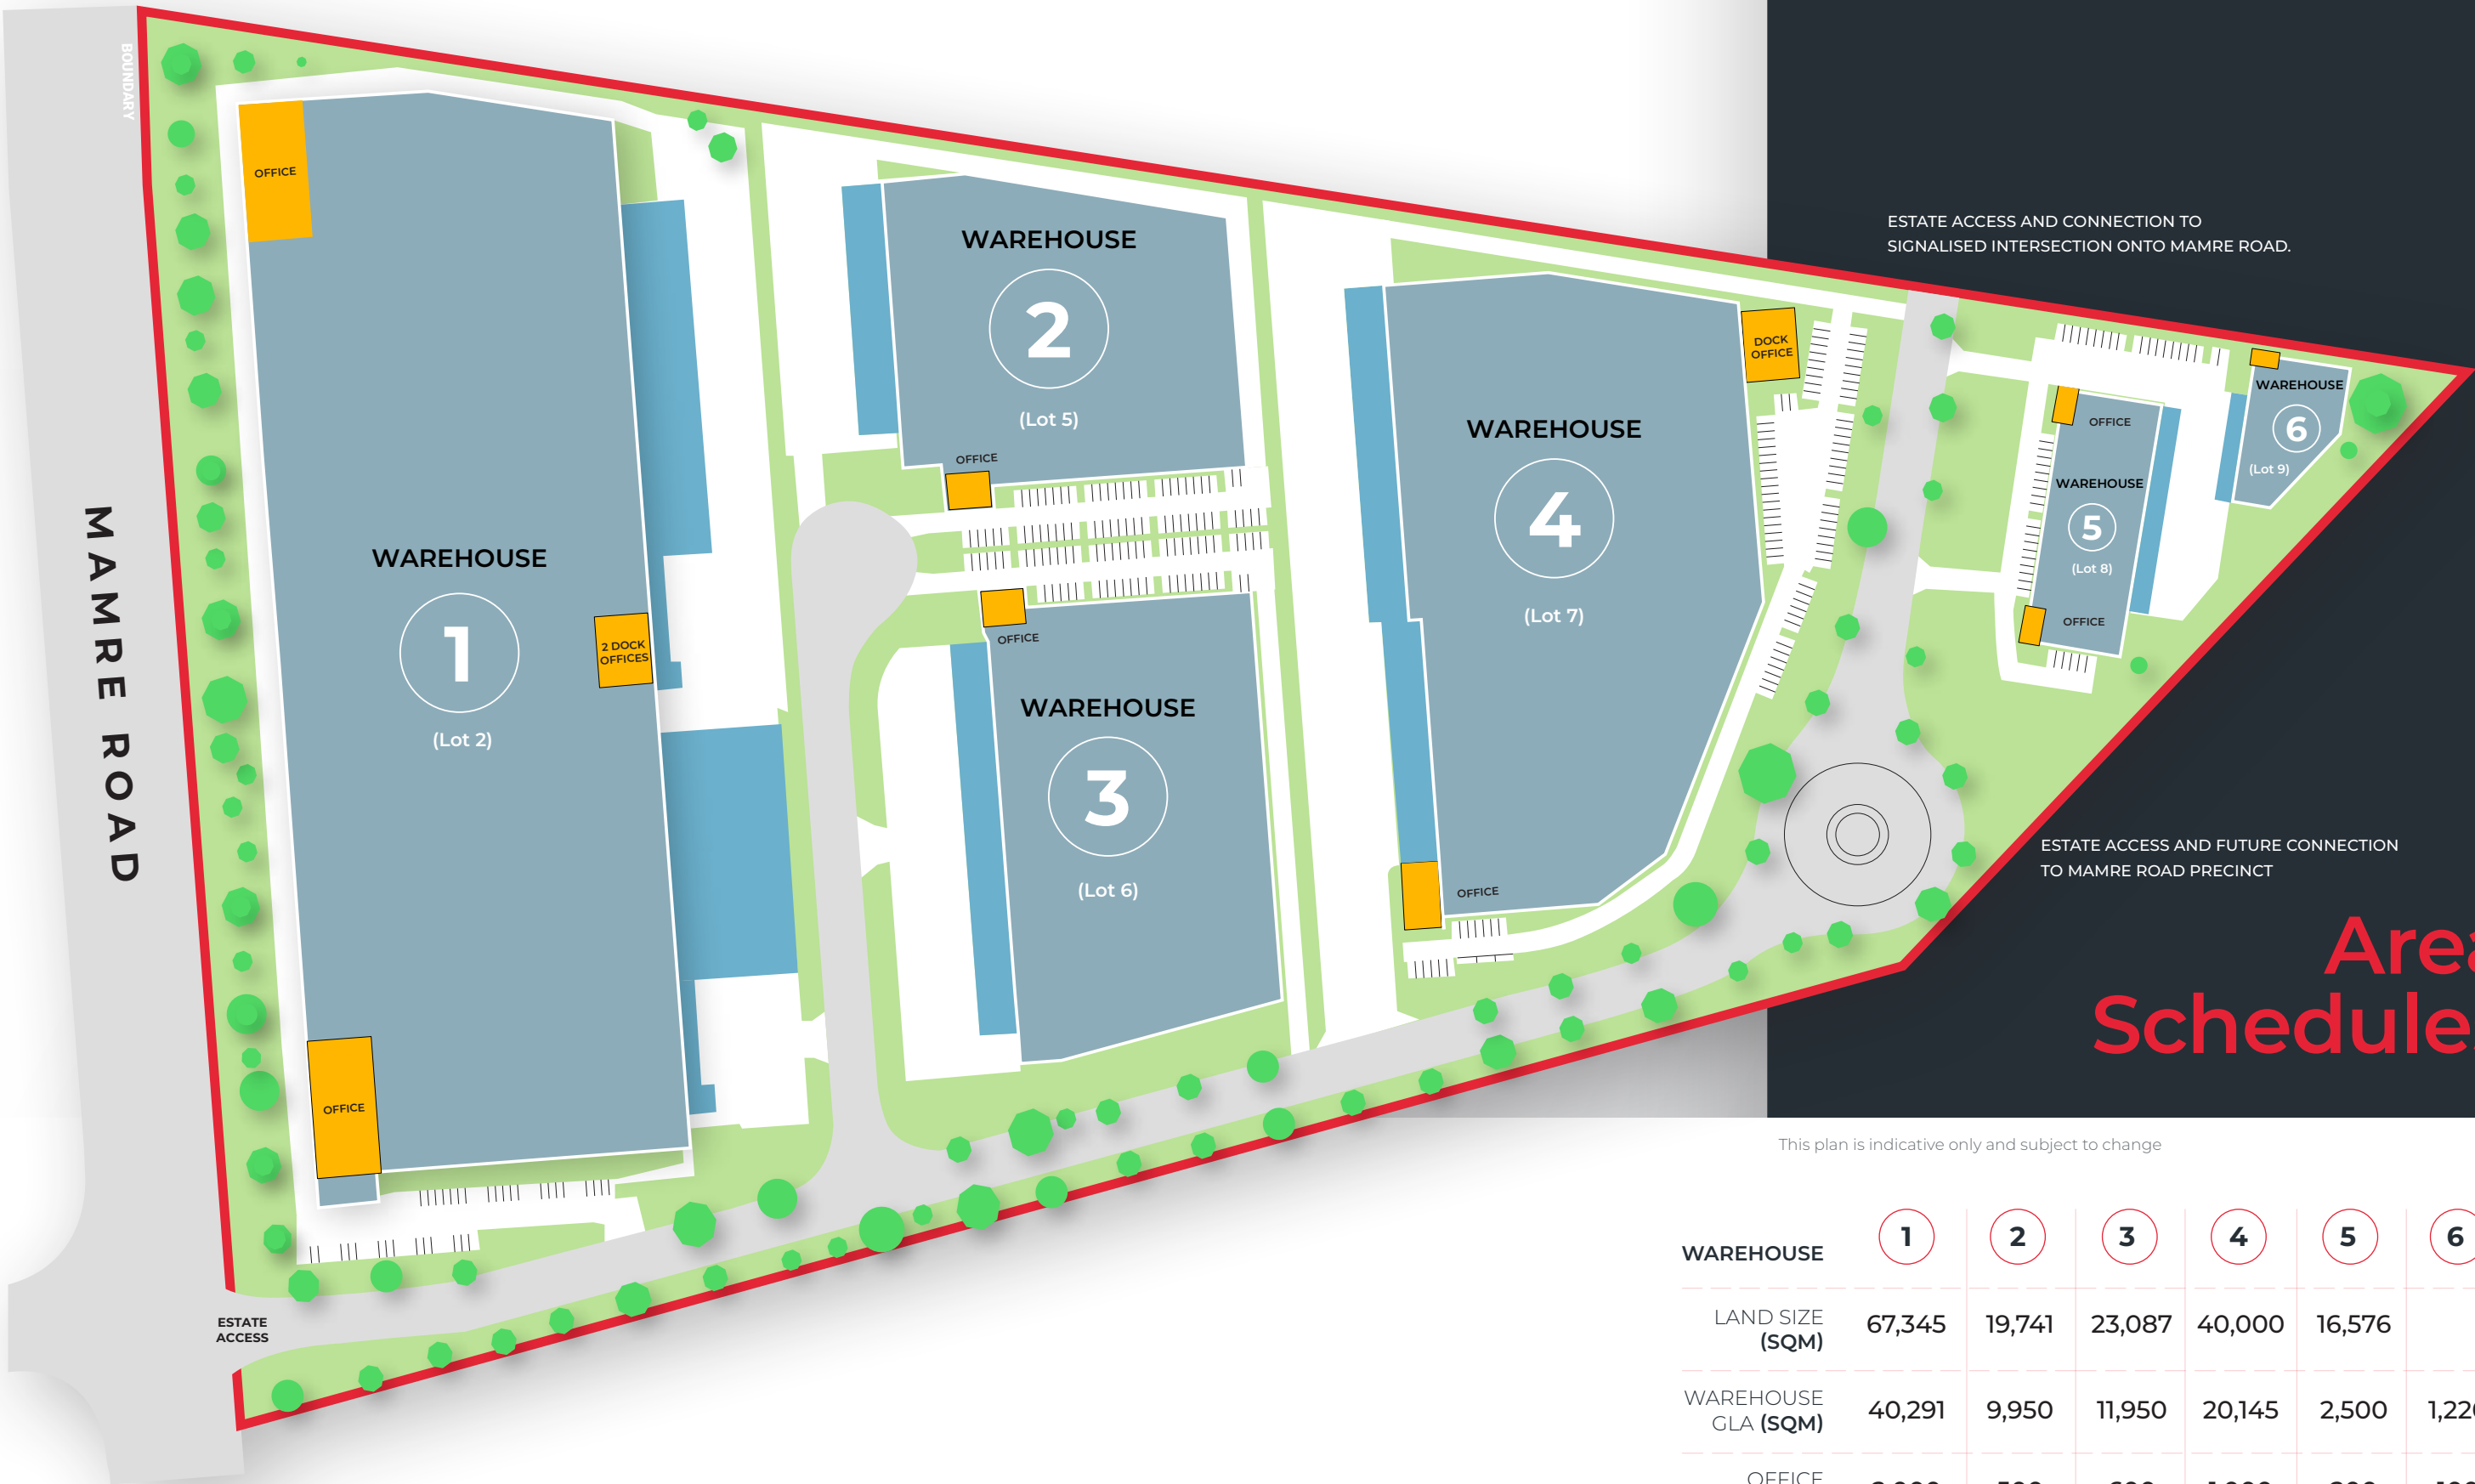 BOUNDARY
MAMRE ROAD
OFFICE
WAREHOUSE
1
(Lot 2)
2 DOCK
OFFICES
OFFICE
ESTATE
ACCESS
WAREHOUSE
2
(Lot 5)
OFFICE
OFFICE
WAREHOUSE
3
(Lot 6)
WAREHOUSE
4
(Lot 7)
DOCK
OFFICE
OFFICE
OFFICE
WAREHOUSE
5
(Lot 8)
OFFICE
WAREHOUSE
6
(Lot 9)
ESTATE ACCESS AND CONNECTION TO
SIGNALISED INTERSECTION ONTO MAMRE ROAD.
ESTATE ACCESS AND FUTURE CONNECTION
TO MAMRE ROAD PRECINCT
Area
Schedule
This plan is indicative only and subject to change
WAREHOUSE 1 2 3 4 5 6
LAND SIZE
(SQM) 67,345 19,741 23,087 40,000 16,576
WAREHOUSE
GLA (SQM) 40,291 9,950 11,950 20,145 2,500 1,220
OFFICE